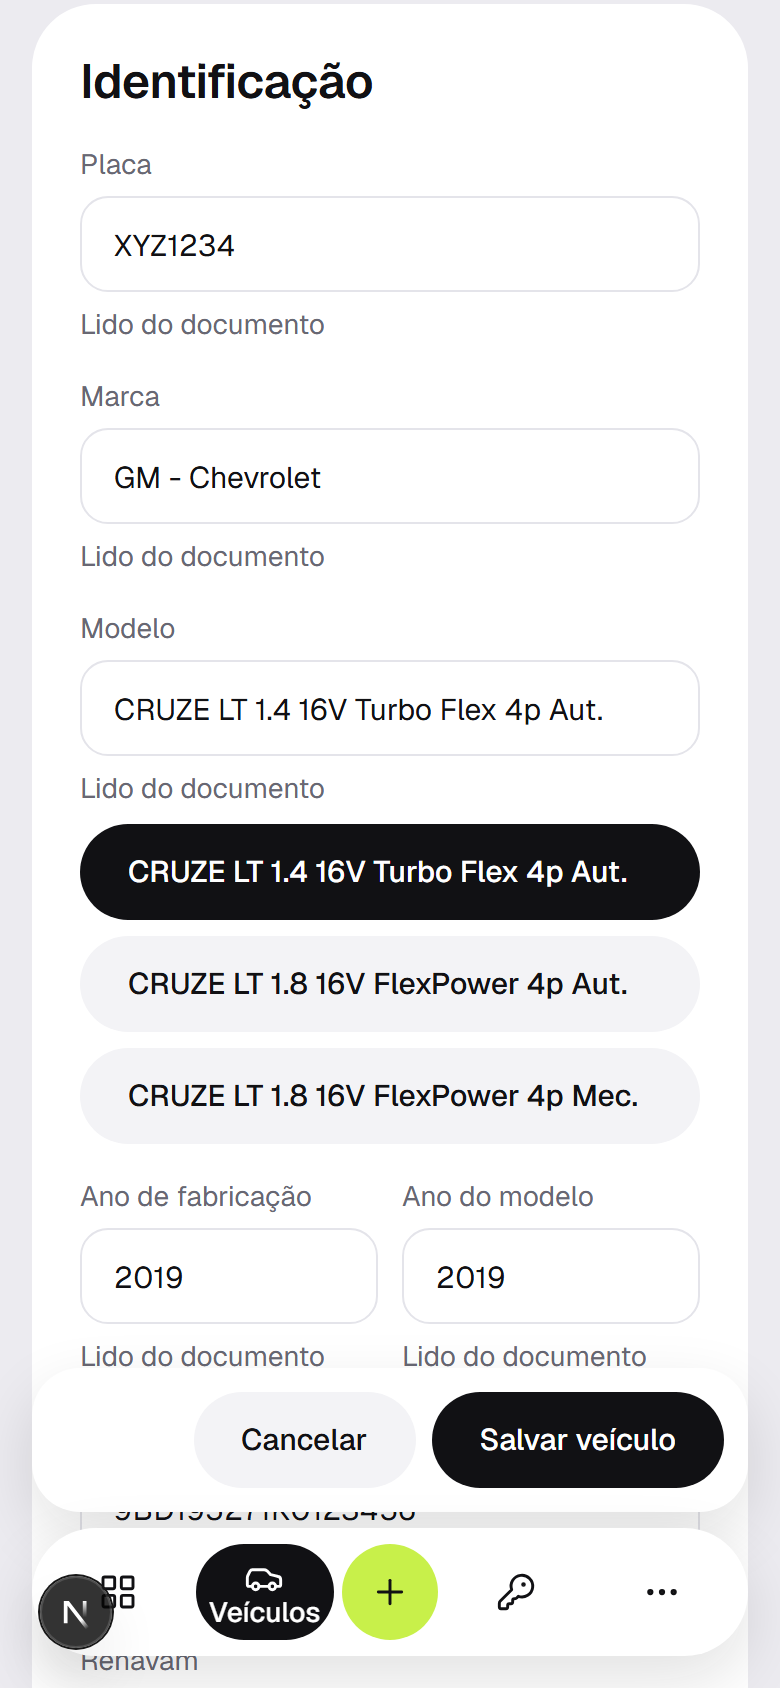 Identificação
Placa
XYZ1234
Lido do documento
Marca
GM - Chevrolet
Lido do documento
Modelo
CRUZE LT 1.4 16V Turbo Flex 4p Aut.
Lido do documento
CRUZE LT 1.4 16V Turbo Flex 4p Aut.
CRUZE LT 1.8 16V FlexPower 4p Aut.
CRUZE LT 1.8 16V FlexPower 4p Mec.
Ano de fabricação Ano do modelo
2019 2019
Lido do documento Lido do documento
Cancelar Salvar veículo
N Veículos
Renavam